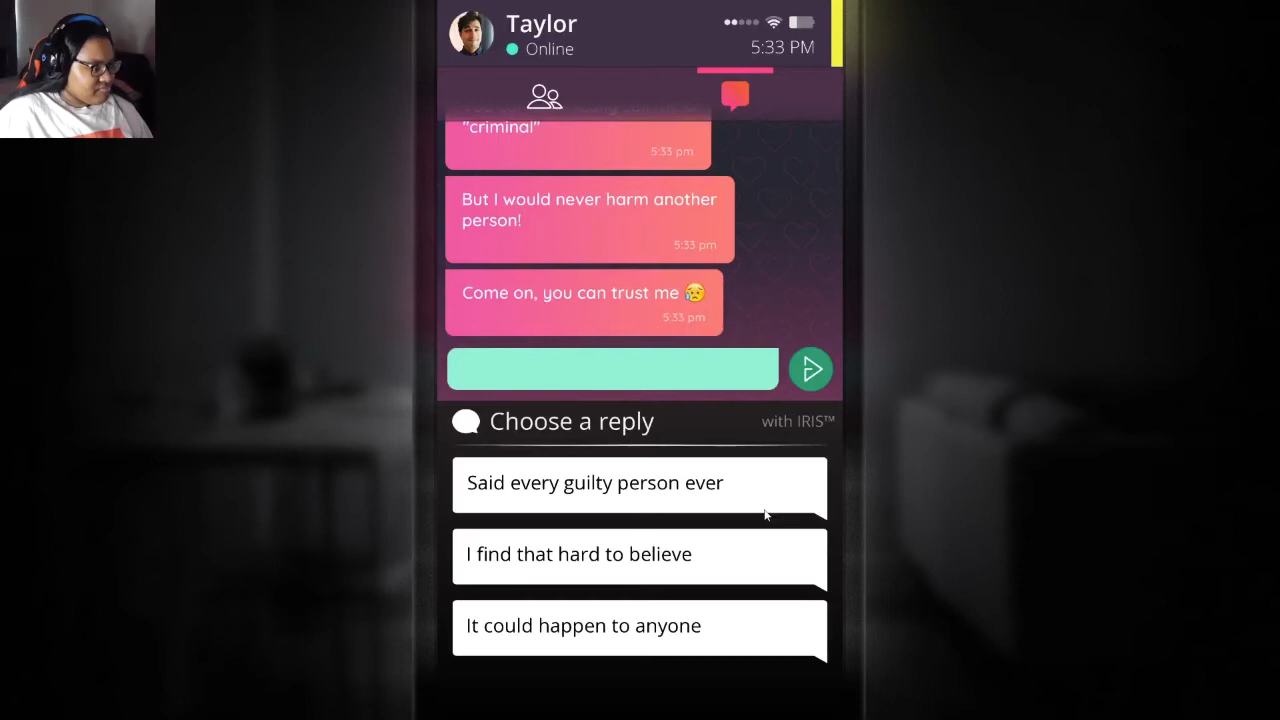 Taylor
Online
5:33 PM
"criminal"
5:33 pm
But I would never harm another
person!
5:33 pm
Come on, you can trust me 😥
5:33 pm
Choose a reply
with IRIS™
Said every guilty person ever
I find that hard to believe
It could happen to anyone